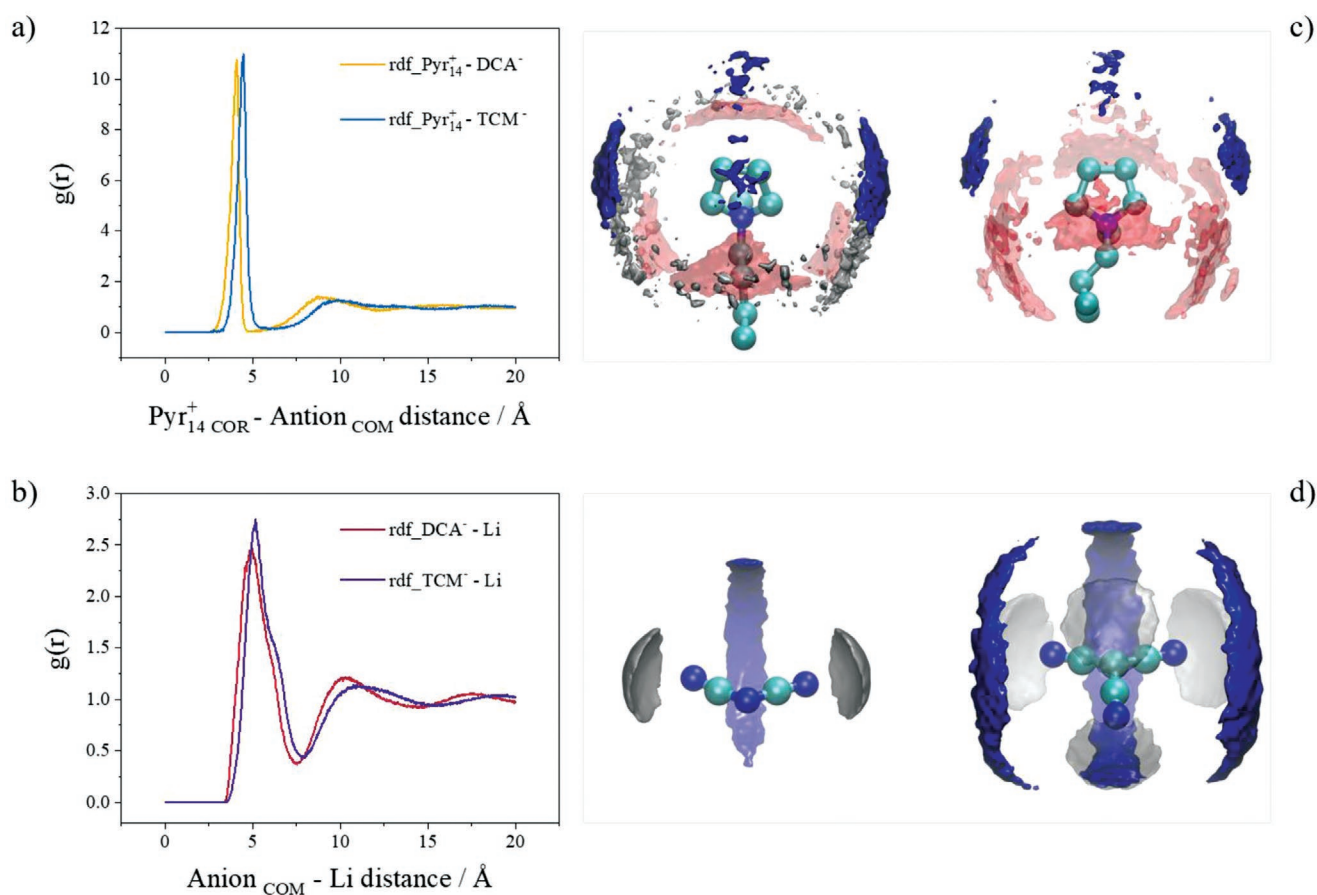 a)
12
10
8
6
4
2
0
g(r)
rdf_Pyr⁺₁₄ - DCA⁻
rdf_Pyr⁺₁₄ - TCM⁻
0 5 10 15 20
Pyr⁺₁₄ COR - Antion COM distance / Å
c)
b)
3.0
2.5
2.0
1.5
1.0
0.5
0.0
g(r)
rdf_DCA⁻ - Li
rdf_TCM⁻ - Li
0 5 10 15 20
Anion COM - Li distance / Å
d)